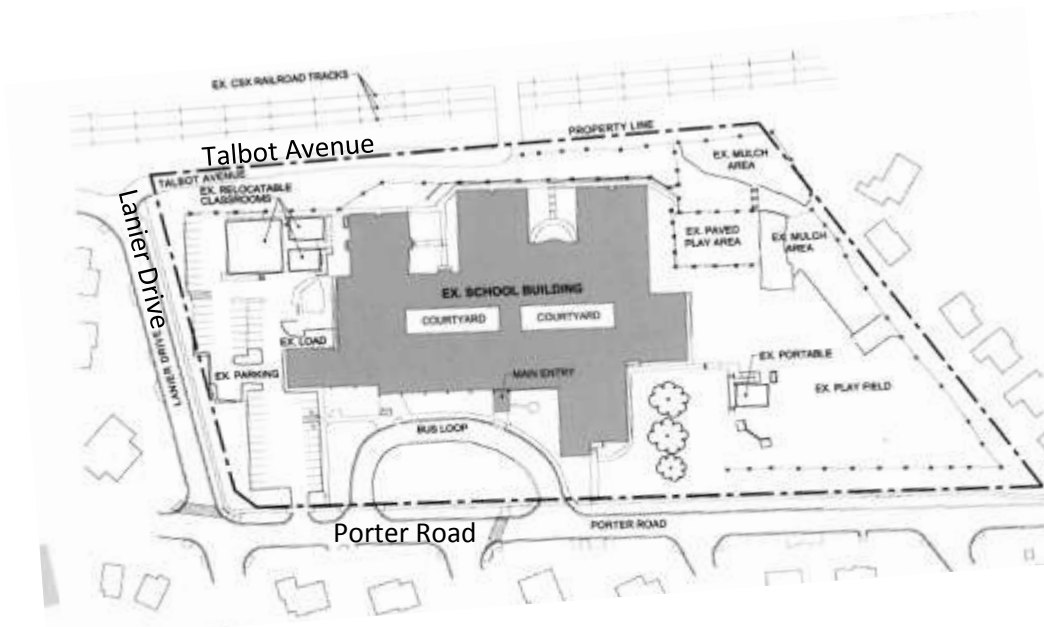 EX. CSX RAILROAD TRACKS
PROPERTY LINE
Talbot Avenue
TALBOT AVENUE
EX. RELOCATABLE
CLASSROOMS
EX. MULCH
AREA
Lanier Drive
EX. PAVED
PLAY AREA
EX. MULCH
AREA
EX. SCHOOL BUILDING
COURTYARD
COURTYARD
EX. LOAD
LANIER DRIVE
EX. PARKING
MAIN ENTRY
EX. PORTABLE
EX. PLAY FIELD
BUS LOOP
PORTER ROAD
Porter Road